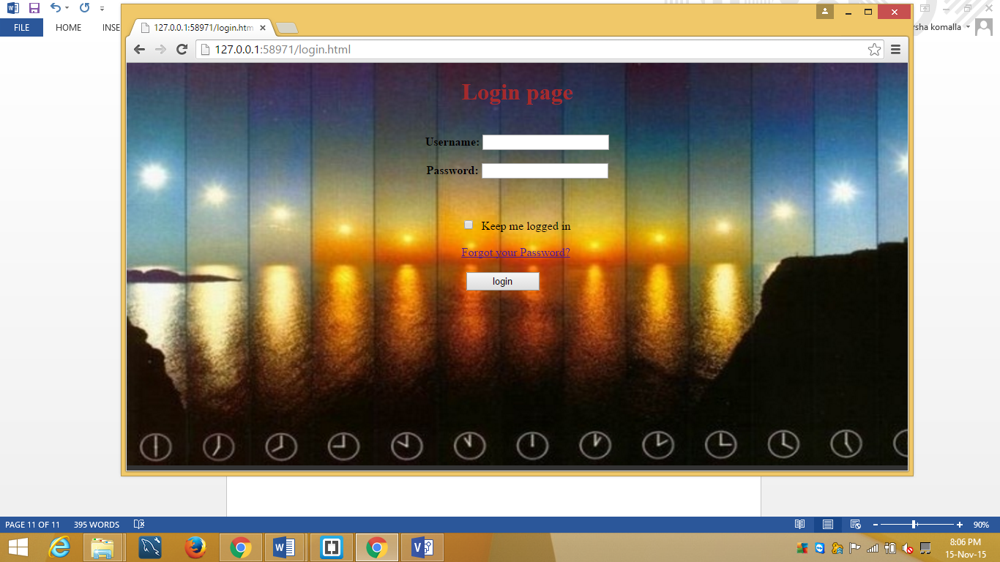 FILE HOME INSE
rsha komalla
127.0.0.1:58971/login.htm
127.0.0.1:58971/login.html
Login page
Username:
Password:
Keep me logged in
Forgot your Password?
login
PAGE 11 OF 11 395 WORDS
90%
8:06 PM
15-Nov-15